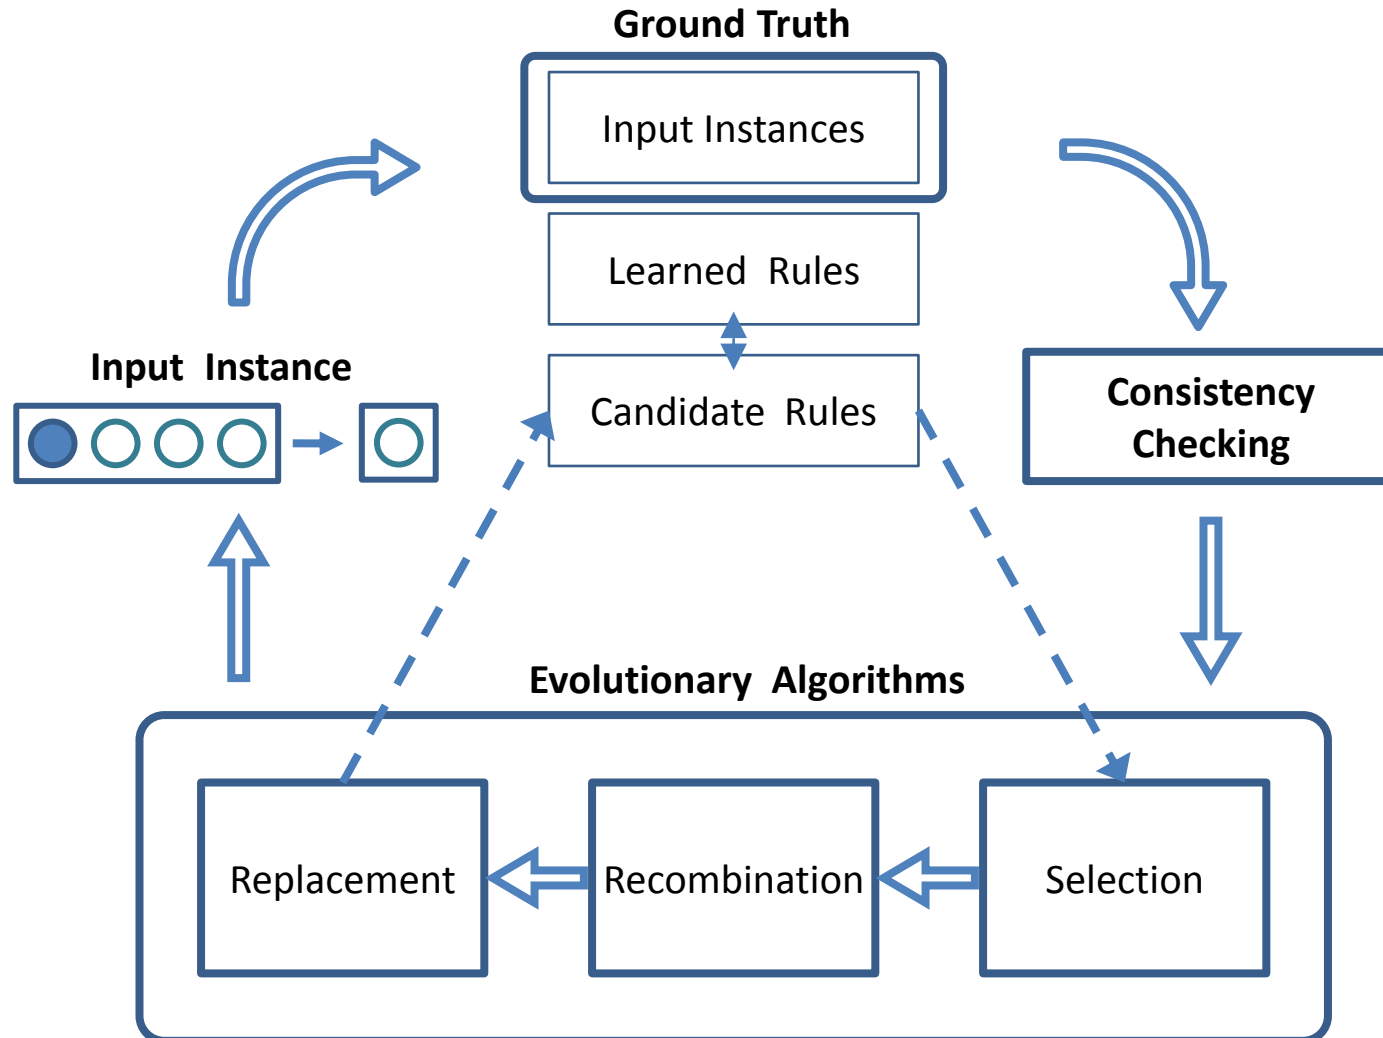 Ground Truth
Input Instances
Learned Rules
Input Instance
Candidate Rules
Consistency
Checking
Evolutionary Algorithms
Replacement
Recombination
Selection